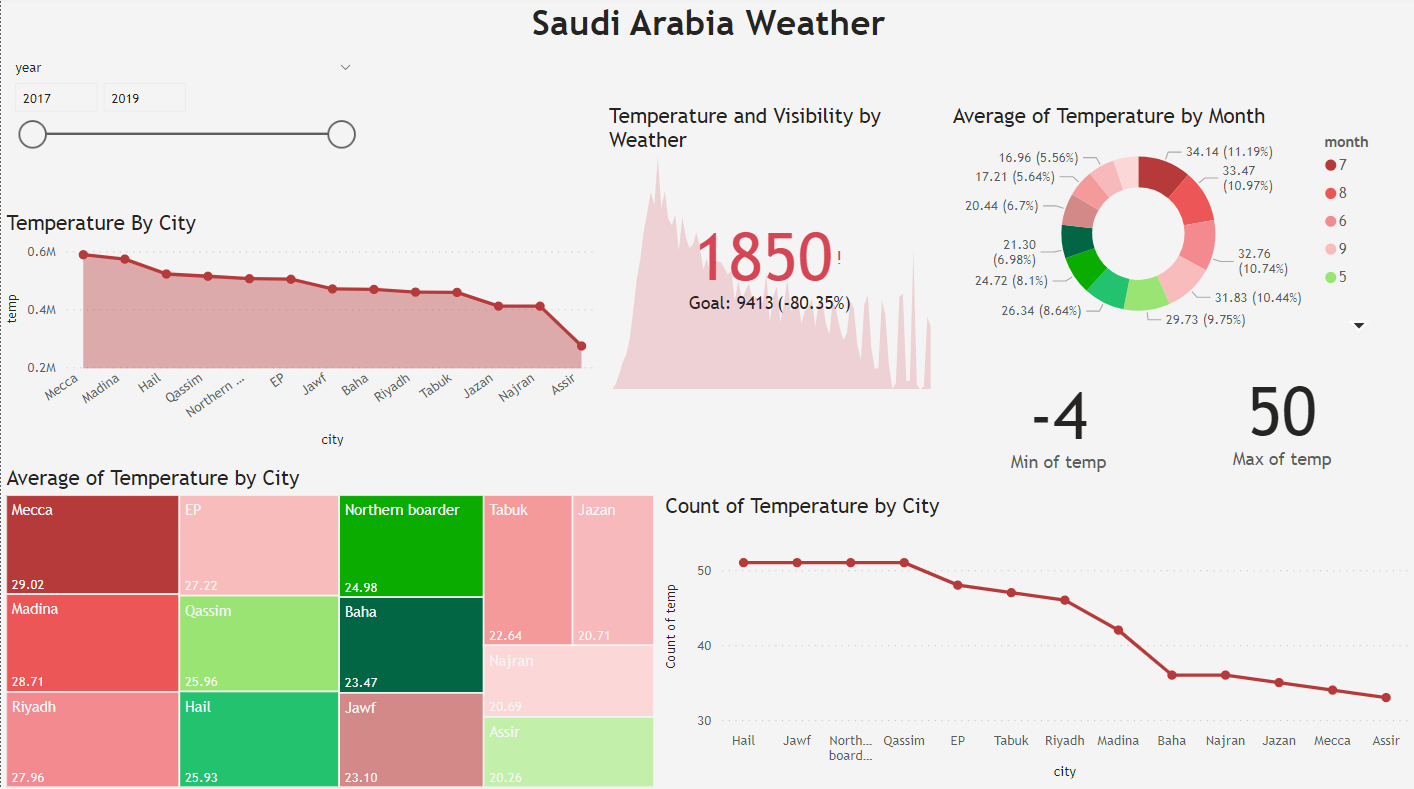 Saudi Arabia Weather
year
2017
2019
Temperature By City
0.6M
0.4M
0.2M
temp
Mecca
Madina
Hail
Qassim
Northern ...
EP
Jawf
Baha
Riyadh
Tabuk
Jazan
Najran
Assir
city
Temperature and Visibility by
Weather
1850!
Goal: 9413 (-80.35%)
Average of Temperature by Month
34.14 (11.19%)
33.47
(10.97%)
32.76
(10.74%)
31.83 (10.44%)
29.73 (9.75%)
26.34 (8.64%)
24.72 (8.1%)
21.30
(6.98%)
20.44 (6.7%)
17.21 (5.64%)
16.96 (5.56%)
month
7
8
6
9
5
-4
Min of temp
50
Max of temp
Average of Temperature by City
Mecca
29.02
Madina
28.71
Riyadh
27.96
EP
27.22
Qassim
25.96
Hail
25.93
Northern boarder
24.98
Baha
23.47
Jawf
23.10
Tabuk
22.64
Jazan
20.71
Najran
20.69
Assir
20.26
Count of Temperature by City
50
40
30
Count of temp
Hail
Jawf
North...
board...
Qassim
EP
Tabuk
Riyadh
Madina
Baha
Najran
Jazan
Mecca
Assir
city